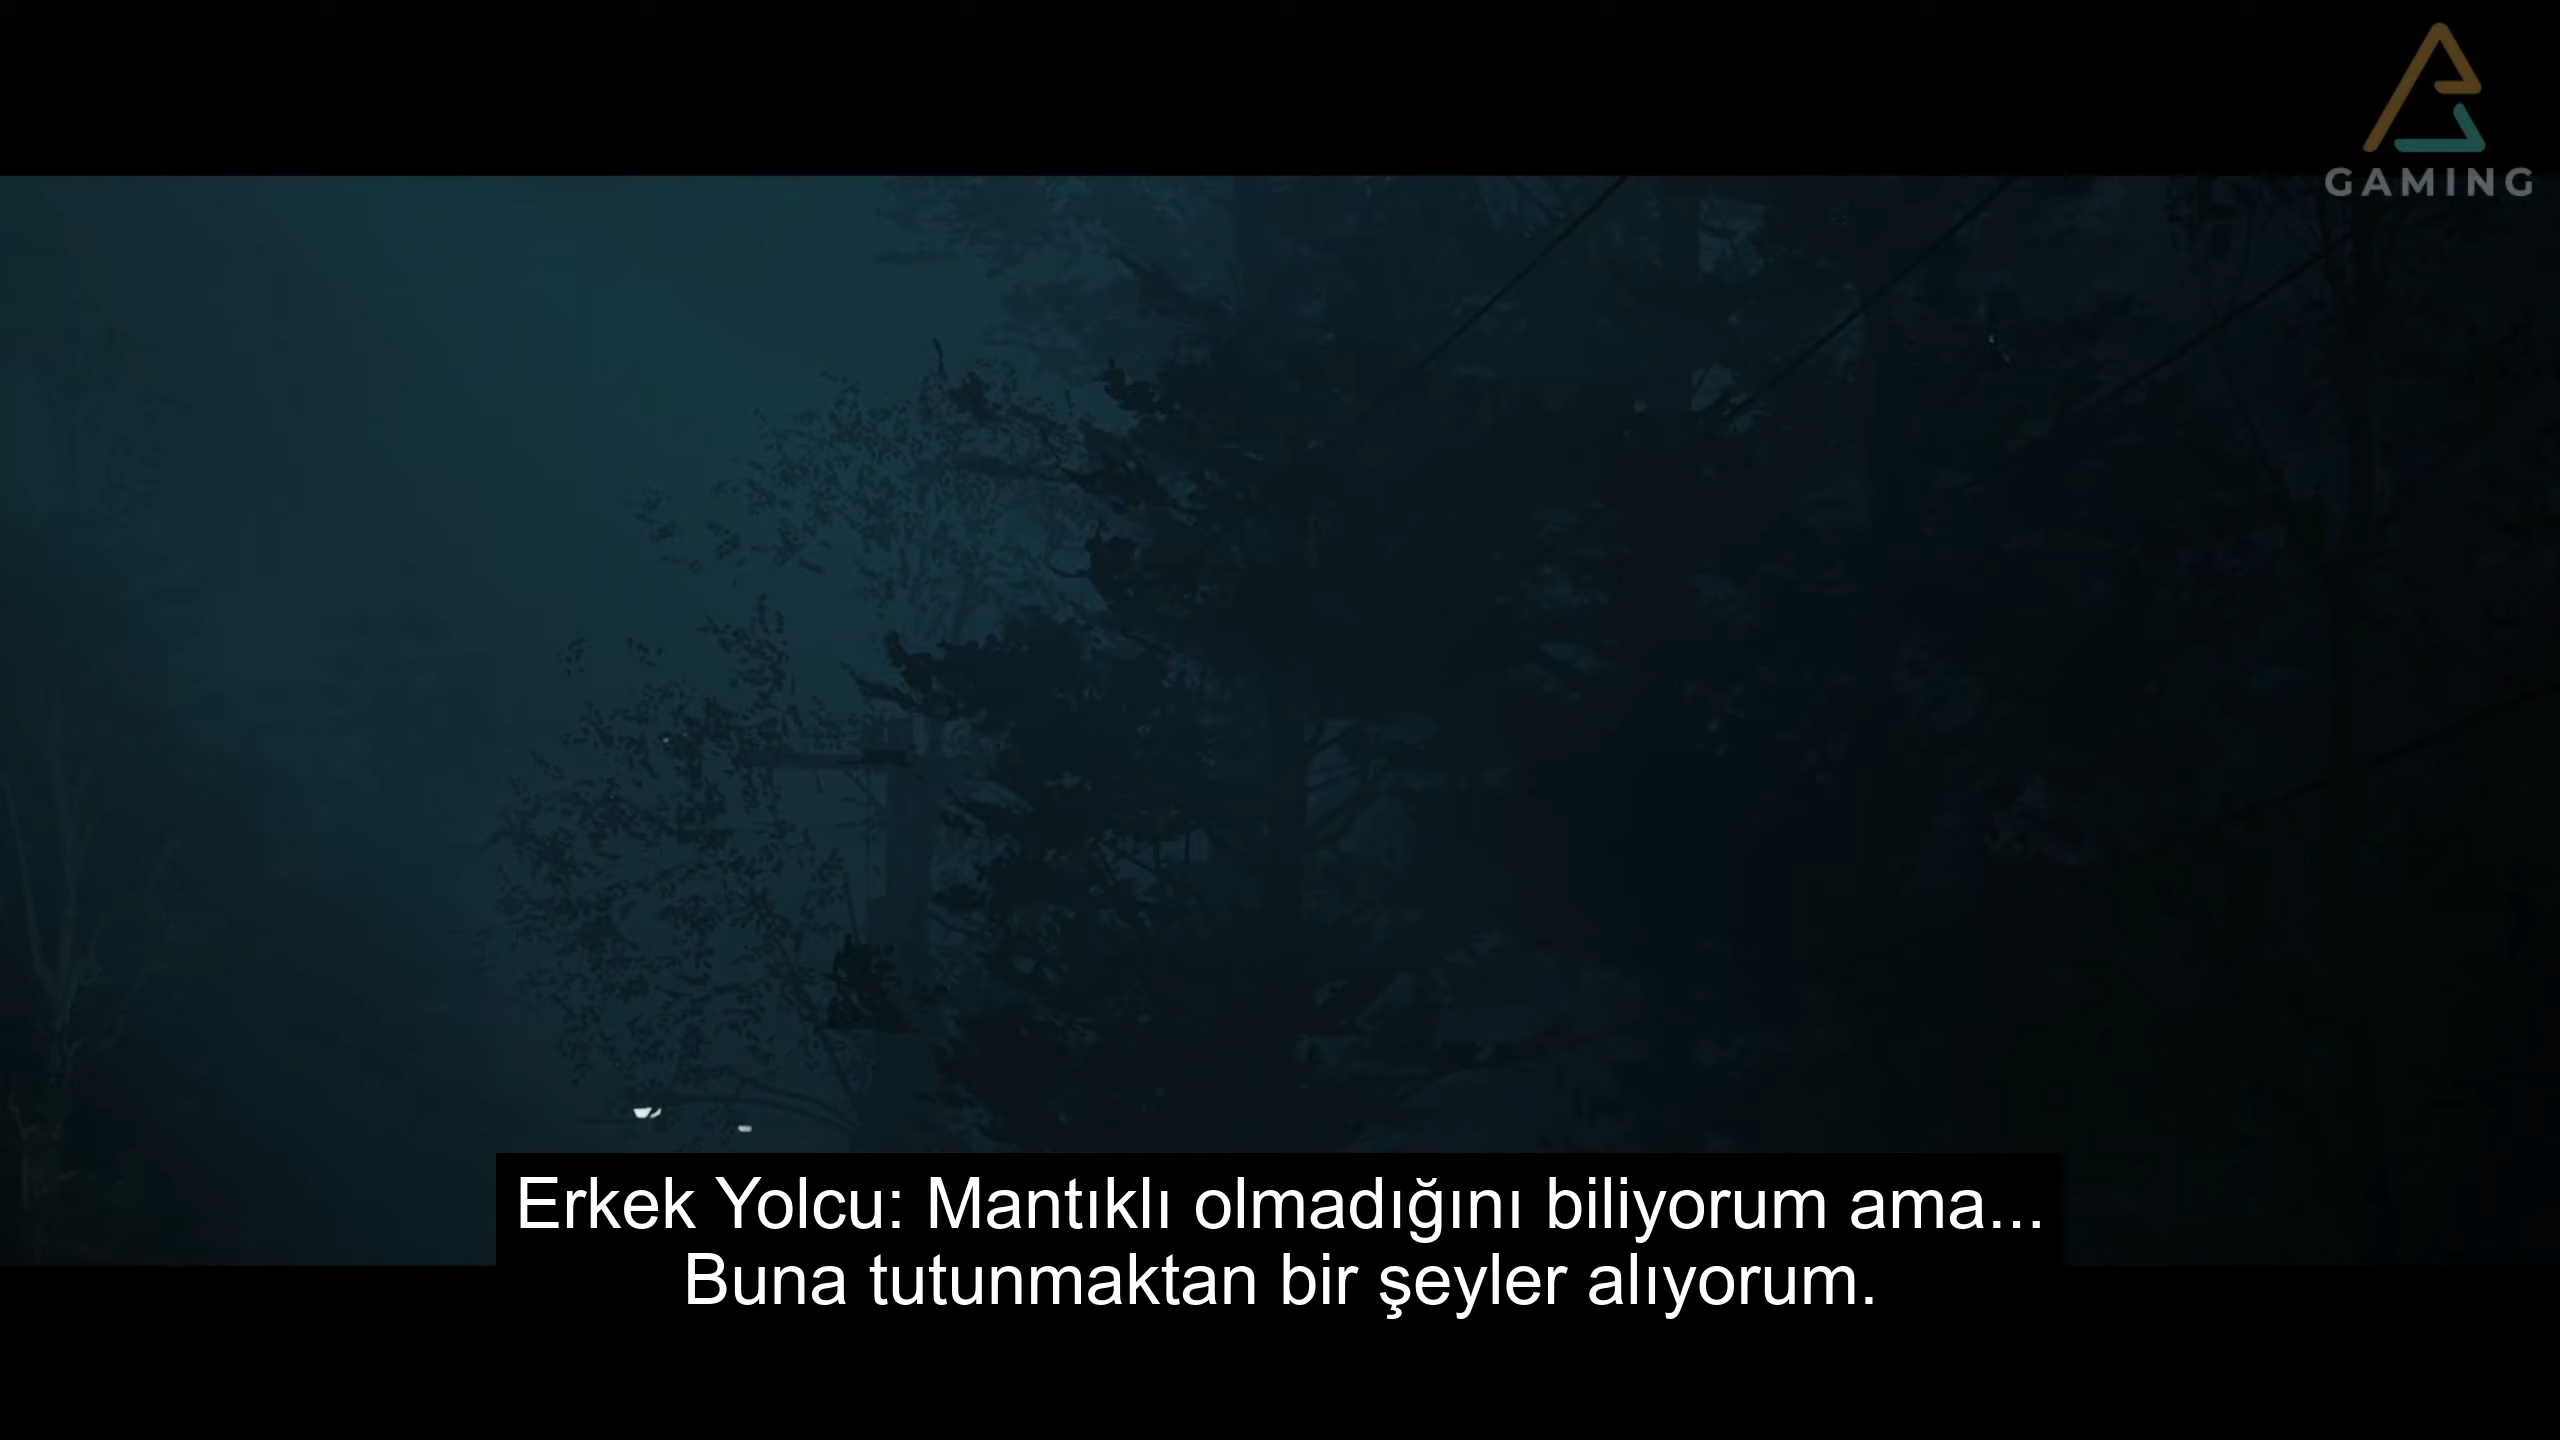 GAMING
Erkek Yolcu: Mantıklı olmadığını biliyorum ama...
Buna tutunmaktan bir şeyler alıyorum.